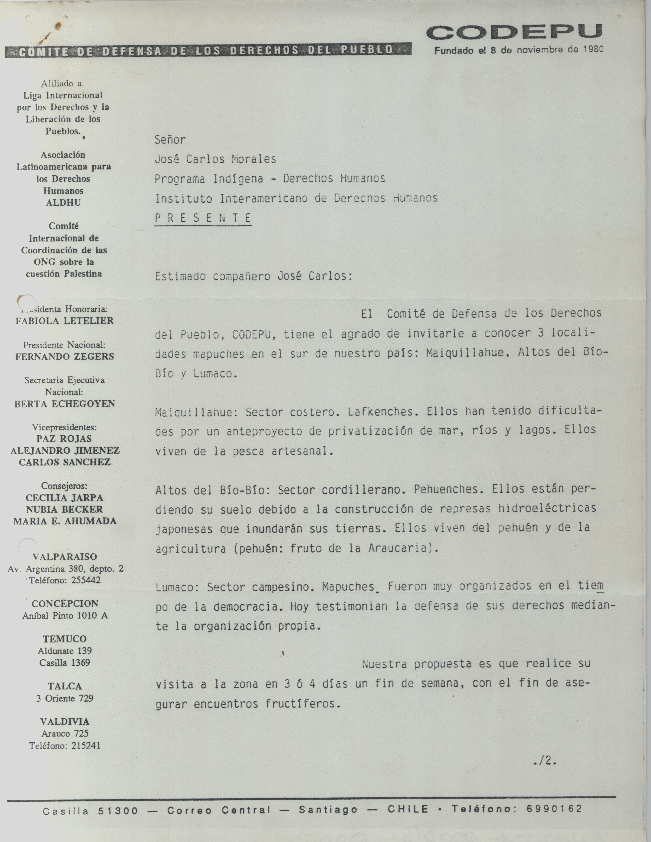 CODEPU
COMITE DE DEFENSA DE LOS DERECHOS DEL PUEBLO
Fundado el 8 de noviembre de 1980
Afiliado a:
Liga Internacional
por los Derechos y la
Liberación de los
Pueblos.
Asociación
Latinoamericana para
los Derechos
Humanos
ALDHU
Comité
Internacional de
Coordinación de las
ONG sobre la
cuestión Palestina
sidenta Honoraria:
FABIOLA LETELIER
Presidente Nacional:
FERNANDO ZEGERS
Secretaria Ejecutiva
Nacional:
BERTA ECHEGOYEN
Vicepresidentes:
PAZ ROJAS
ALEJANDRO JIMENEZ
CARLOS SANCHEZ
Consejeros:
CECILIA JARPA
NUBIA BECKER
MARIA E. AHUMADA
VALPARAISO
Av. Argentina 380, depto. 2
Teléfono: 255442
CONCEPCION
Aníbal Pinto 1010 A
TEMUCO
Aldunate 139
Casilla 1369
TALCA
3 Oriente 729
VALDIVIA
Arauco 725
Teléfono: 215241
Señor
José Carlos Morales
Programa Indígena - Derechos Humanos
Instituto Interamericano de Derechos Humanos
P R E S E N T E
Estimado compañero José Carlos:
El Comité de Defensa de los Derechos
del Pueblo, CODEPU, tiene el agrado de invitarle a conocer 3 locali-
dades mapuches en el sur de nuestro país: Maiquillahue, Altos del Bío-
Bío y Lumaco.
Maiquillahue: Sector costero. Lafkenches. Ellos han tenido dificulta-
des por un anteproyecto de privatización de mar, ríos y lagos. Ellos
viven de la pesca artesanal.
Altos del Bío-Bío: Sector cordillerano. Pehuenches. Ellos están per-
diendo su suelo debido a la construcción de represas hidroeléctricas
japonesas que inundarán sus tierras. Ellos viven del pehuén y de la
agricultura (pehuén: fruto de la Araucaria).
Lumaco: Sector campesino. Mapuches. Fueron muy organizados en el tiem
po de la democracia. Hoy testimonian la defensa de sus derechos median-
te la organización propia.
Nuestra propuesta es que realice su
visita a la zona en 3 ó 4 días un fin de semana, con el fin de ase-
gurar encuentros fructíferos.
./2.
Casilla 51300 — Correo Central — Santiago — CHILE • Teléfono: 6990162